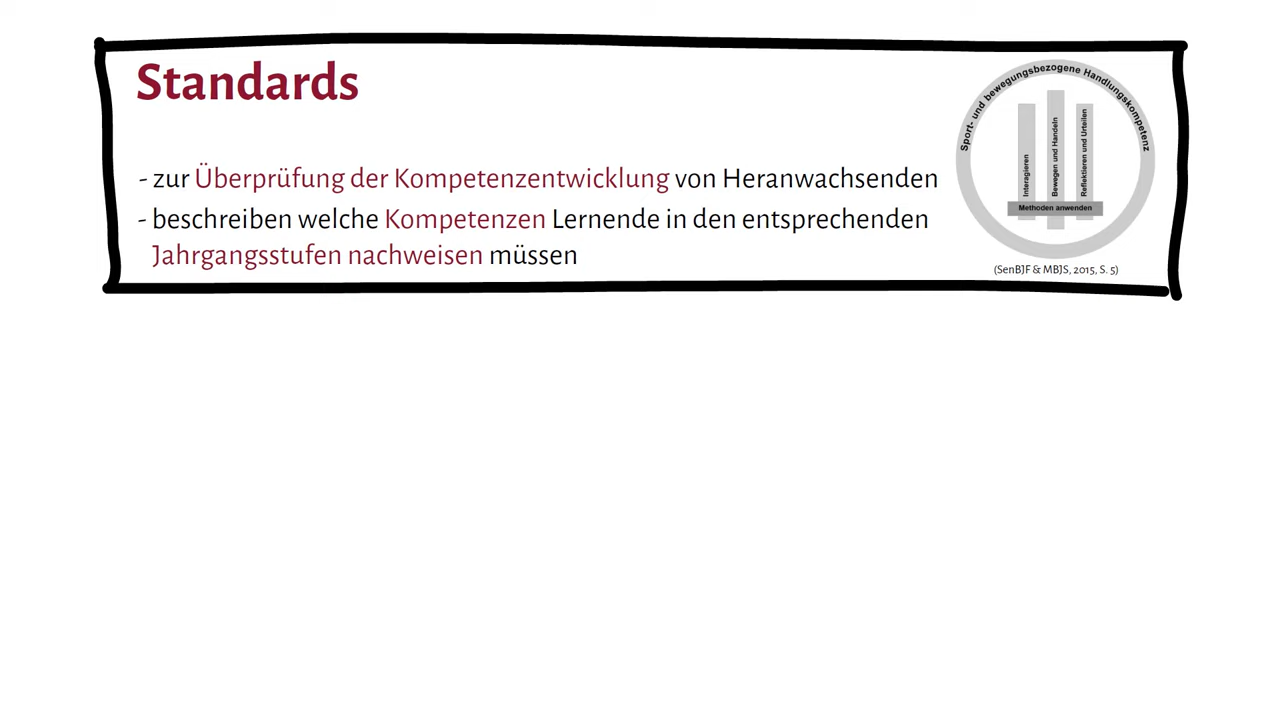 Standards
- zur Überprüfung der Kompetenzentwicklung von Heranwachsenden
- beschreiben welche Kompetenzen Lernende in den entsprechenden
Jahrgangsstufen nachweisen müssen
Sport- und bewegungsbezogene Handlungskompetenz
Interagieren
Bewegen und Handeln
Reflektieren und Urteilen
Methoden anwenden
(SenBJF & MBJS, 2015, S. 5)